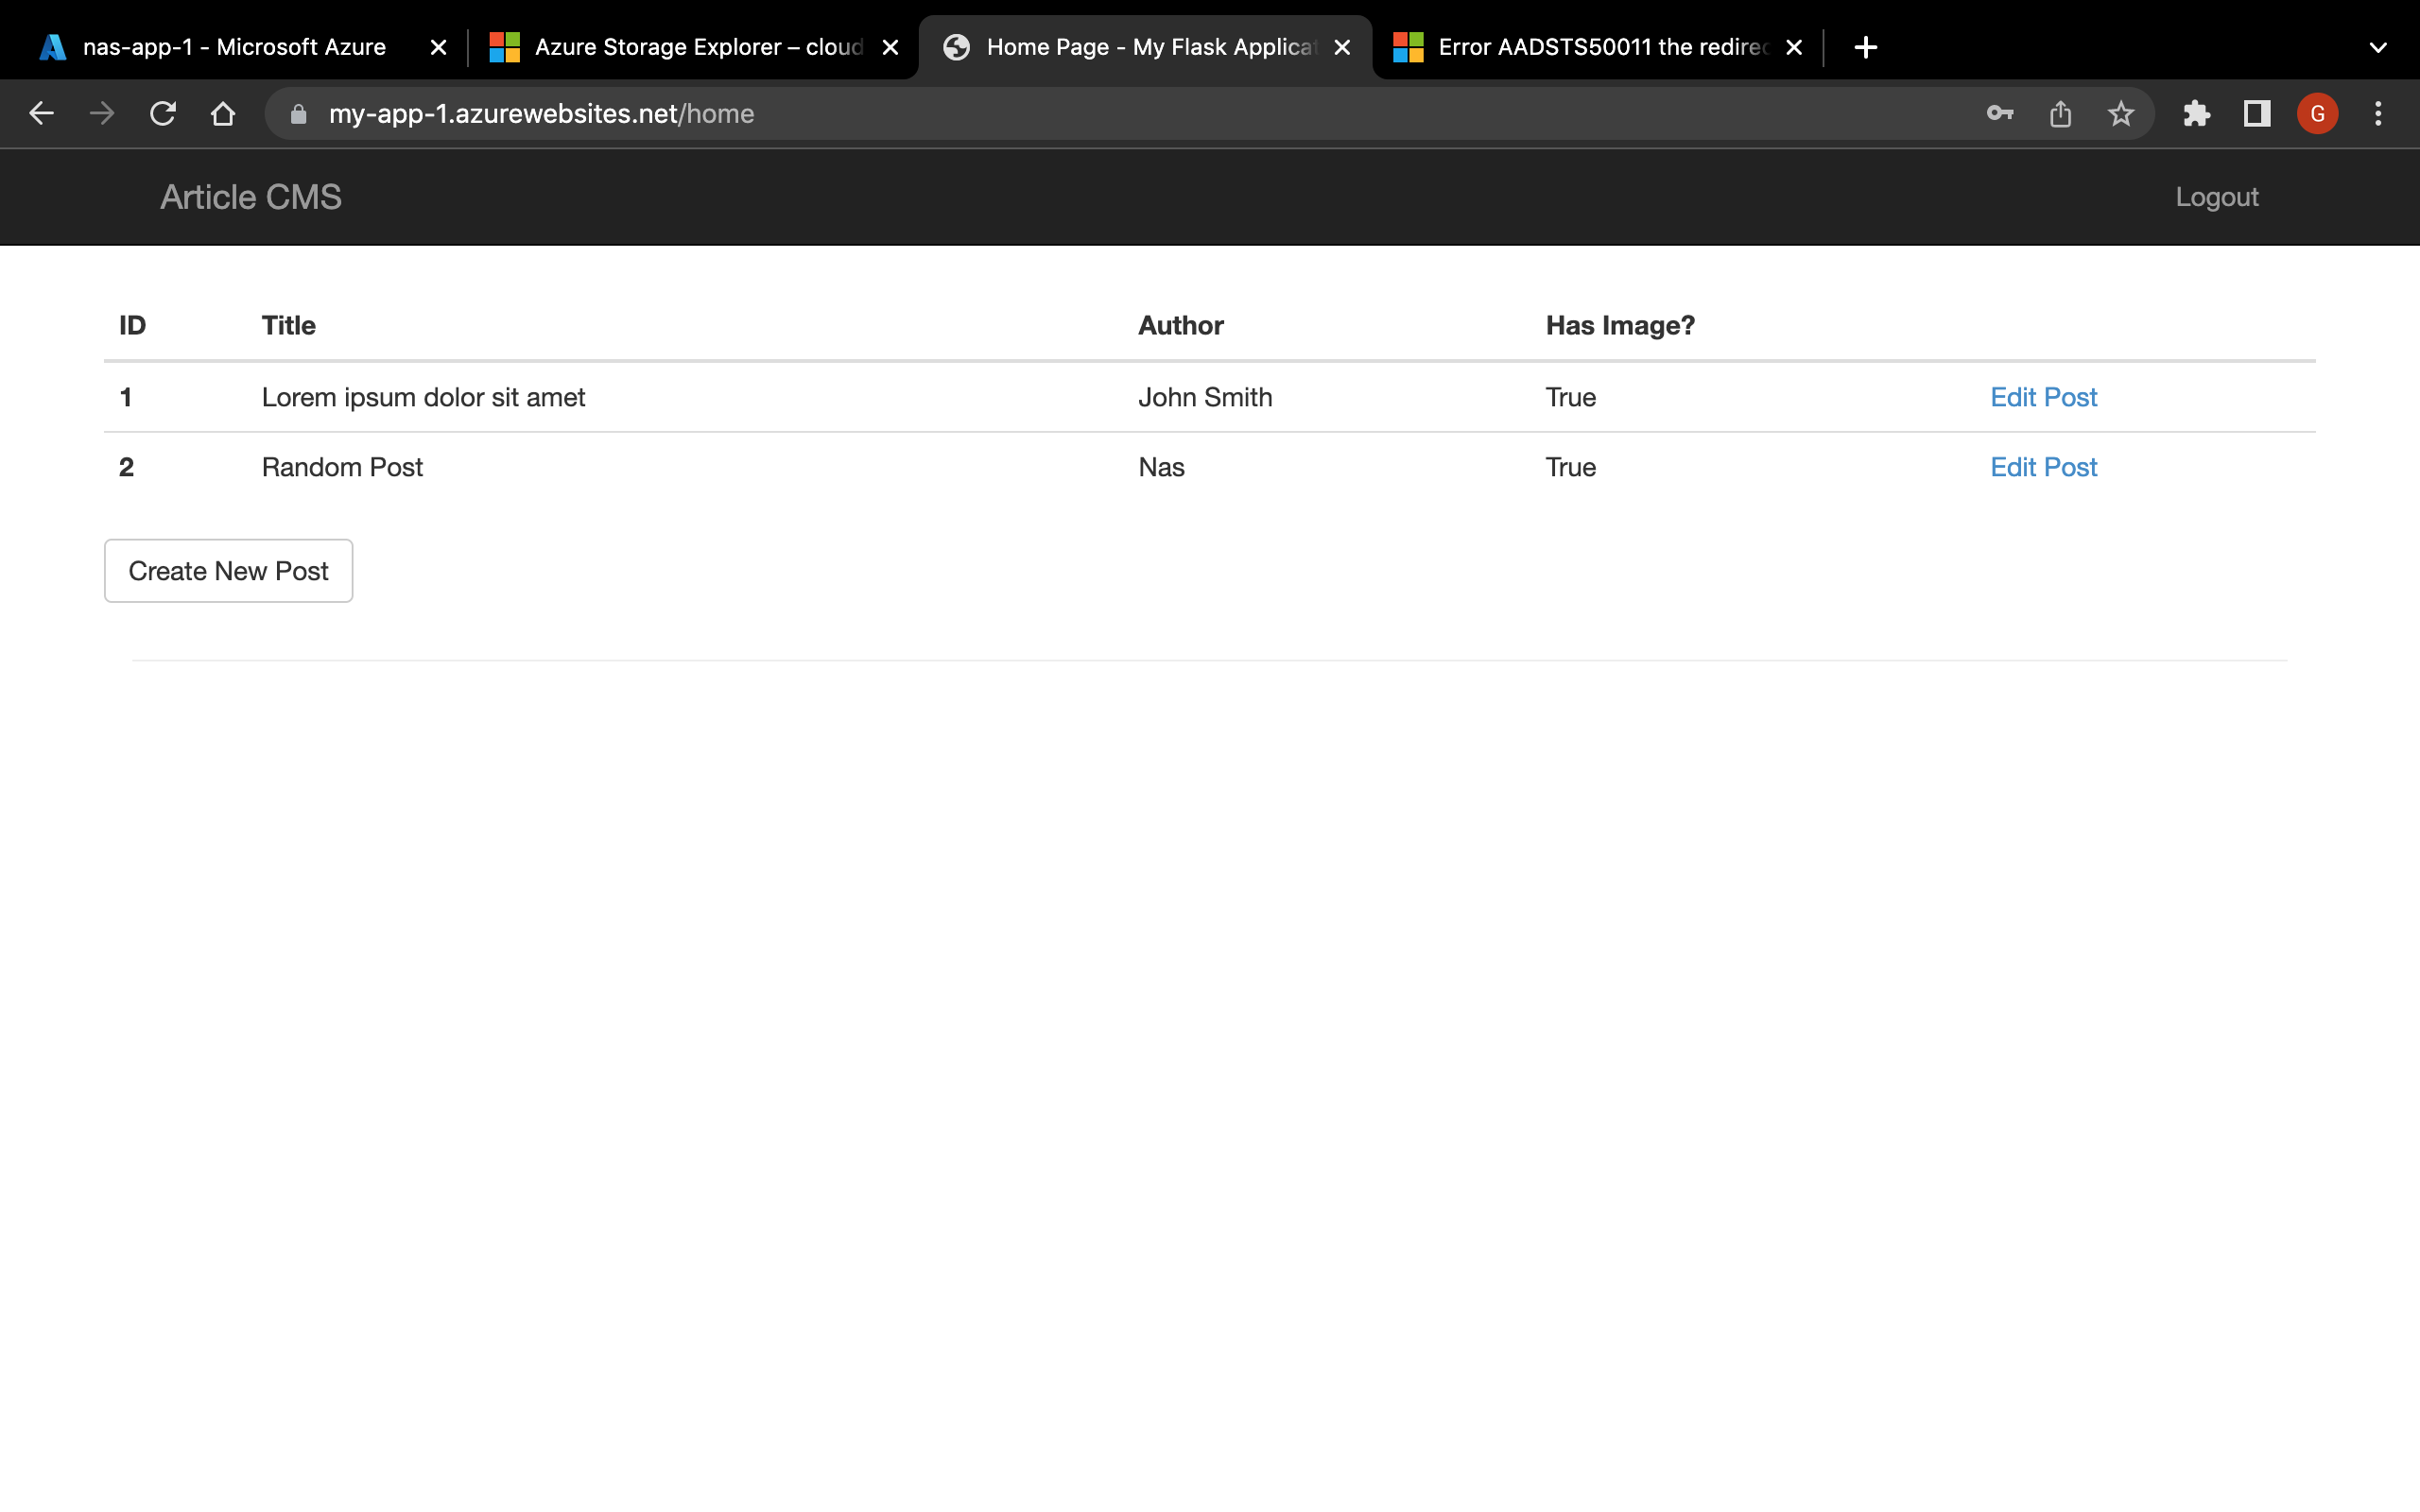 nas-app-1 - Microsoft Azure
Azure Storage Explorer – cloud
Home Page - My Flask Applicat
Error AADSTS50011 the redirec
my-app-1.azurewebsites.net/home
G
Article CMS
Logout
ID Title Author Has Image?
1 Lorem ipsum dolor sit amet John Smith True Edit Post
2 Random Post Nas True Edit Post
Create New Post